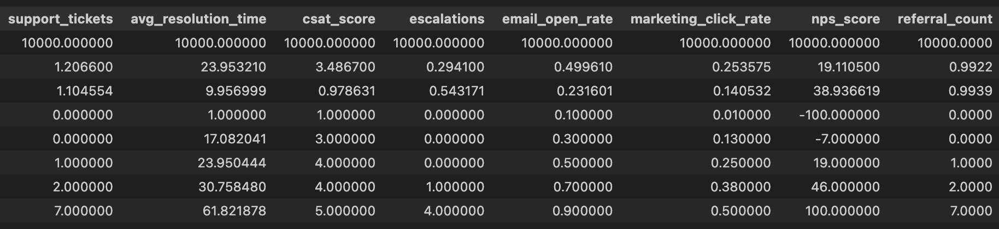 support_tickets avg_resolution_time csat_score escalations email_open_rate marketing_click_rate nps_score referral_count
10000.000000 10000.000000 10000.000000 10000.000000 10000.000000 10000.000000 10000.000000 10000.0000
1.206600 23.953210 3.486700 0.294100 0.499610 0.253575 19.110500 0.9922
1.104554 9.956999 0.978631 0.543171 0.231601 0.140532 38.936619 0.9939
0.000000 1.000000 1.000000 0.000000 0.100000 0.010000 -100.000000 0.0000
0.000000 17.082041 3.000000 0.000000 0.300000 0.130000 -7.000000 0.0000
1.000000 23.950444 4.000000 0.000000 0.500000 0.250000 19.000000 1.0000
2.000000 30.758480 4.000000 1.000000 0.700000 0.380000 46.000000 2.0000
7.000000 61.821878 5.000000 4.000000 0.900000 0.500000 100.000000 7.0000